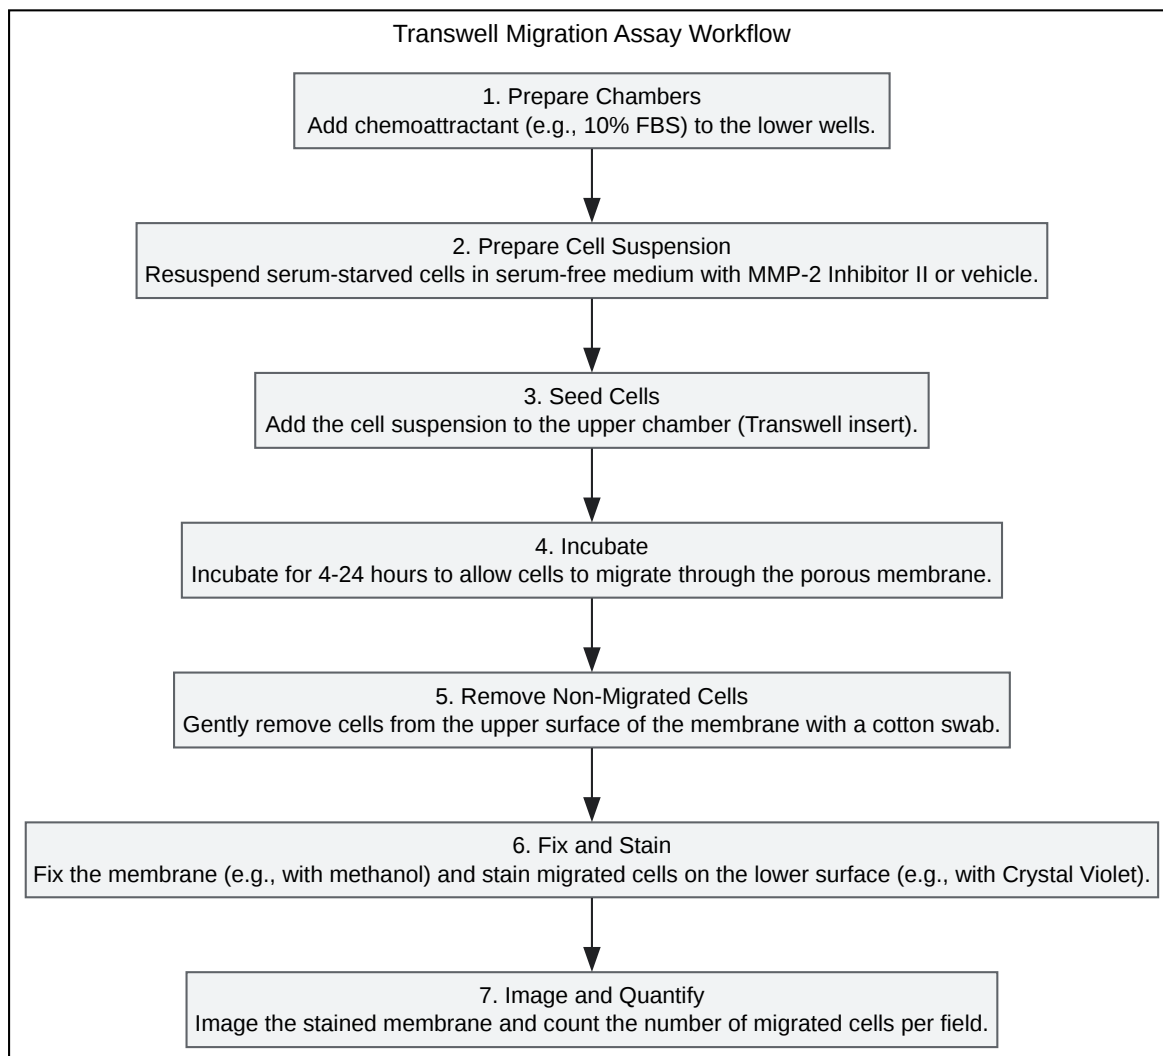 Transwell Migration Assay Workflow
1. Prepare Chambers
Add chemoattractant (e.g., 10% FBS) to the lower wells.
2. Prepare Cell Suspension
Resuspend serum-starved cells in serum-free medium with MMP-2 Inhibitor II or vehicle.
3. Seed Cells
Add the cell suspension to the upper chamber (Transwell insert).
4. Incubate
Incubate for 4-24 hours to allow cells to migrate through the porous membrane.
5. Remove Non-Migrated Cells
Gently remove cells from the upper surface of the membrane with a cotton swab.
6. Fix and Stain
Fix the membrane (e.g., with methanol) and stain migrated cells on the lower surface (e.g., with Crystal Violet).
7. Image and Quantify
Image the stained membrane and count the number of migrated cells per field.